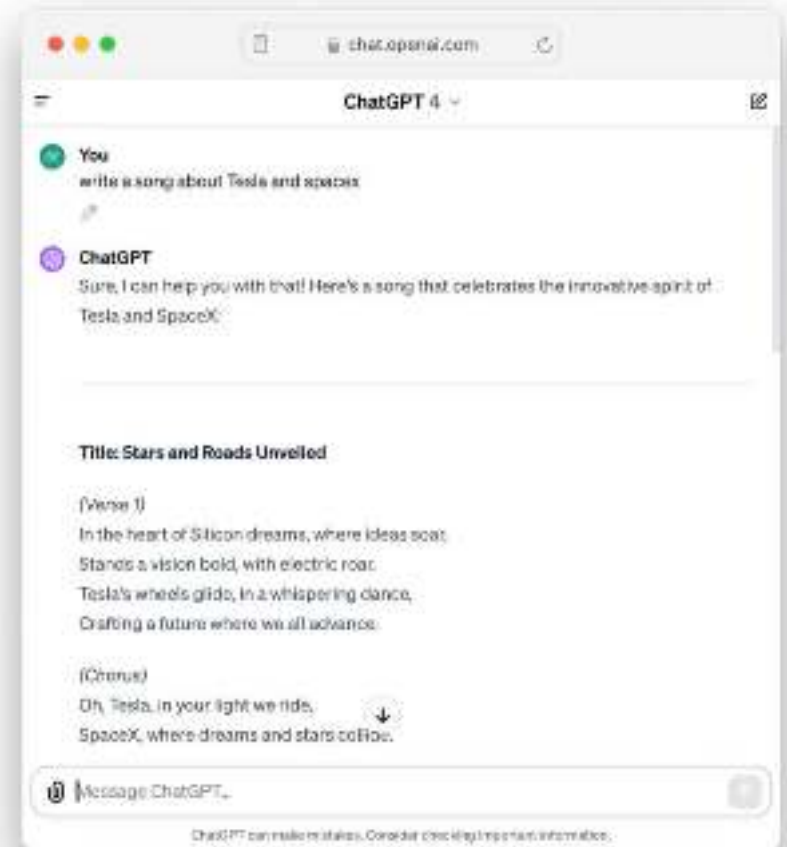 chat.openai.com
ChatGPT 4
You
write a song about Tesla and spacex
ChatGPT
Sure, I can help you with that! Here's a song that celebrates the innovative spirit of
Tesla and SpaceX:
Title: Stars and Roads Unveiled
(Verse 1)
In the heart of Silicon dreams, where ideas soar,
Stands a vision bold, with electric roar.
Tesla's wheels glide, in a whispering dance,
Crafting a future where we all advance.
(Chorus)
Oh, Tesla, in your light we ride,
SpaceX, where dreams and stars collide.
Message ChatGPT...
ChatGPT can make mistakes. Consider checking important information.